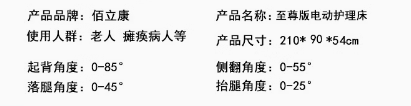 产品品牌：佰立康
产品名称：至尊版电动护理床
使用人群：老人 瘫痪病人等
产品尺寸：210* 90 *54cm
起背角度：0-85°
侧翻角度：0-55°
落腿角度：0-45°
抬腿角度：0-25°